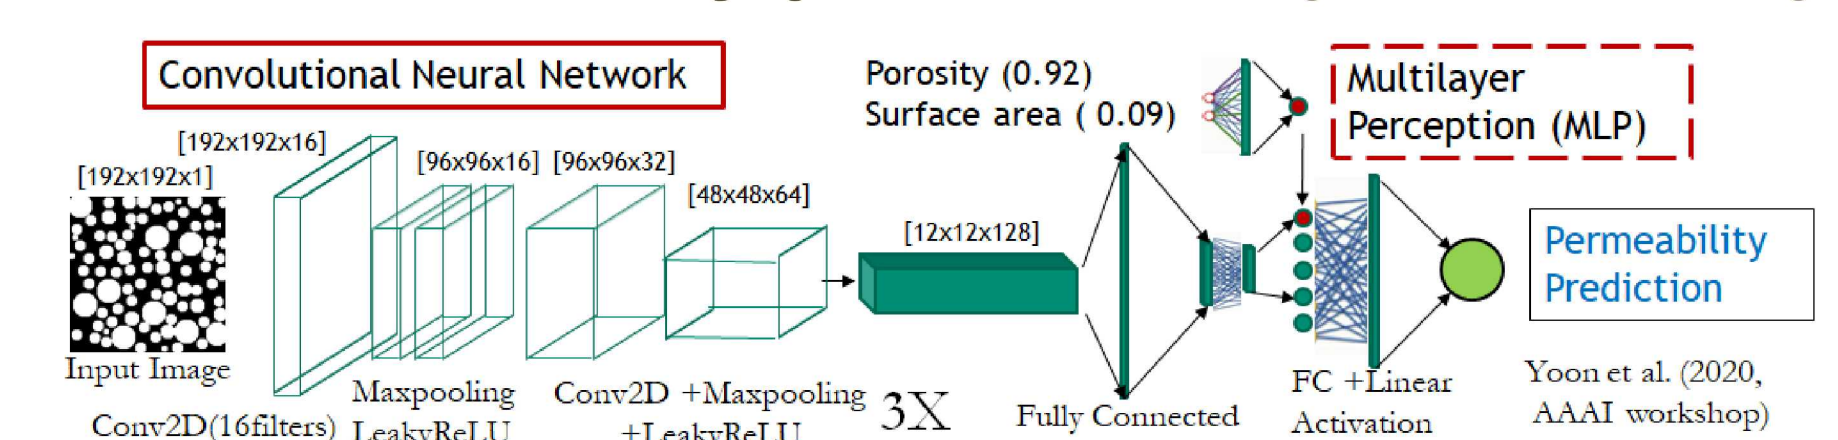 Convolutional Neural Network
Porosity (0.92)
Surface area ( 0.09)
Multilayer
Perception (MLP)
[192x192x16]
[192x192x1]
[96x96x16]
[96x96x32]
[48x48x64]
[12x12x128]
Permeability
Prediction
Input Image
Conv2D(16filters)
Maxpooling
LeakyReLU
Conv2D +Maxpooling
+LeakyReLU
3X
Fully Connected
FC +Linear
Activation
Yoon et al. (2020,
AAAI workshop)